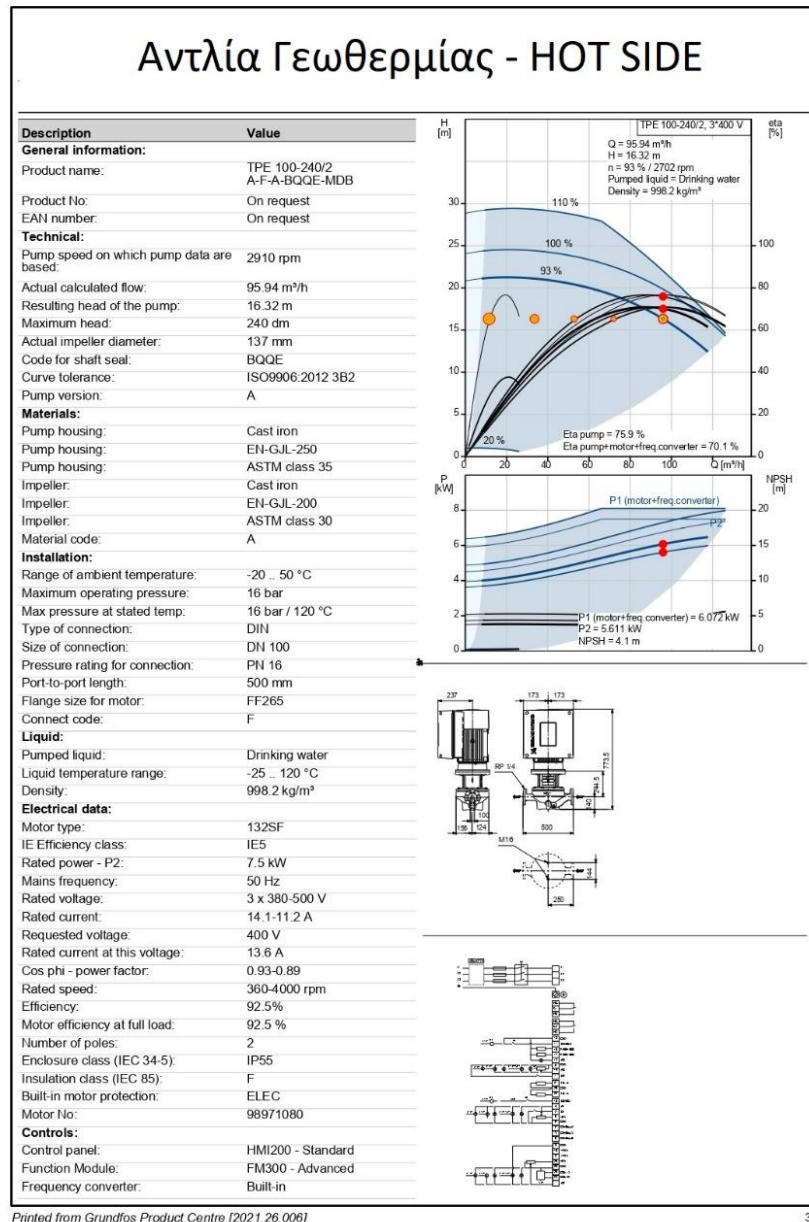 Αντλία Γεωθερμίας - HOT SIDE
Description Value
General information:
Product name: TPE 100-240/2
A-F-A-BQQE-MDB
Product No: On request
EAN number: On request
Technical:
Pump speed on which pump data are based: 2910 rpm
Actual calculated flow: 95.94 m³/h
Resulting head of the pump: 16.32 m
Maximum head: 240 dm
Actual impeller diameter: 137 mm
Code for shaft seal: BQQE
Curve tolerance: ISO9906:2012 3B2
Pump version: A
Materials:
Pump housing: Cast iron
Pump housing: EN-GJL-250
Pump housing: ASTM class 35
Impeller: Cast iron
Impeller: EN-GJL-200
Impeller: ASTM class 30
Material code: A
Installation:
Range of ambient temperature: -20 .. 50 °C
Maximum operating pressure: 16 bar
Max pressure at stated temp: 16 bar / 120 °C
Type of connection: DIN
Size of connection: DN 100
Pressure rating for connection: PN 16
Port-to-port length: 500 mm
Flange size for motor: FF265
Connect code: F
Liquid:
Pumped liquid: Drinking water
Liquid temperature range: -25 .. 120 °C
Density: 998.2 kg/m³
Electrical data:
Motor type: 132SF
IE Efficiency class: IE5
Rated power - P2: 7.5 kW
Mains frequency: 50 Hz
Rated voltage: 3 x 380-500 V
Rated current: 14.1-11.2 A
Requested voltage: 400 V
Rated current at this voltage: 13.6 A
Cos phi - power factor: 0.93-0.89
Rated speed: 360-4000 rpm
Efficiency: 92.5%
Motor efficiency at full load: 92.5 %
Number of poles: 2
Enclosure class (IEC 34-5): IP55
Insulation class (IEC 85): F
Built-in motor protection: ELEC
Motor No: 98971080
Controls:
Control panel: HMI200 - Standard
Function Module: FM300 - Advanced
Frequency converter: Built-in
H
[m]
TPE 100-240/2, 3*400 V
eta
[%]
Q = 95.94 m³/h
H = 16.32 m
n = 93 % / 2702 rpm
Pumped liquid = Drinking water
Density = 998.2 kg/m³
30
110 %
25 100
100 %
93 %
20 80
15 60
10 40
5 20
20 %
Eta pump = 75.9 %
Eta pump+motor+freq.converter = 70.1 %
0 0
0 20 40 60 80 100 Q [m³/h]
P
[kW]
NPSH
[m]
P1 (motor+freq.converter)
8 20
P2
6 15
4 10
2 5
P1 (motor+freq.converter) = 6.072 kW
P2 = 5.611 kW
NPSH = 4.1 m
0 0
237 173 173
773.5
RP 1/4
244.5
140
100
156 124 500
M16
144
250
Printed from Grundfos Product Centre [2021.26.006] 3